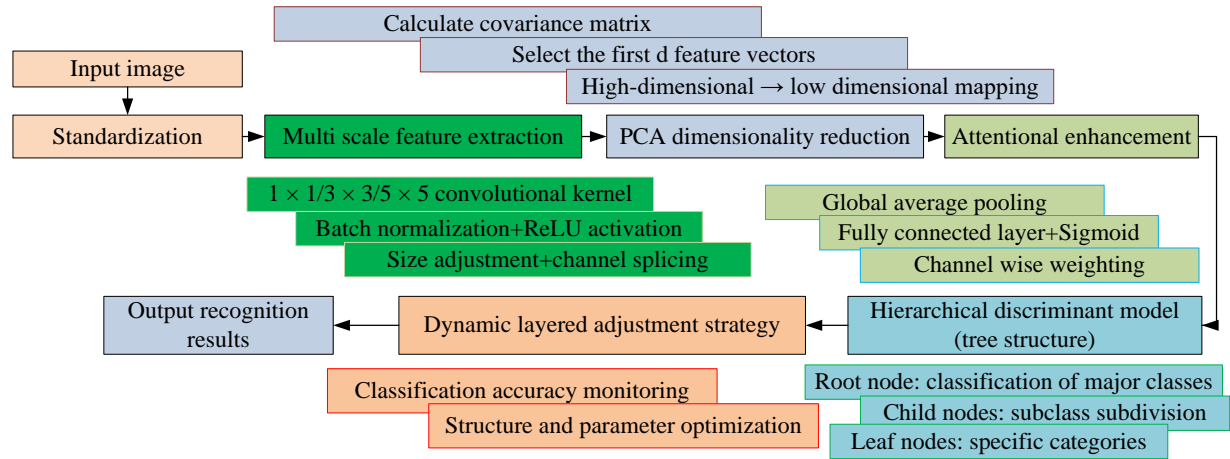 Calculate covariance matrix
Select the first d feature vectors
High-dimensional → low dimensional mapping
Input image
Standardization
Multi scale feature extraction
PCA dimensionality reduction
Attentional enhancement
1 × 1/3 × 3/5 × 5 convolutional kernel
Batch normalization+ReLU activation
Size adjustment+channel splicing
Global average pooling
Fully connected layer+Sigmoid
Channel wise weighting
Output recognition
results
Dynamic layered adjustment strategy
Hierarchical discriminant model
(tree structure)
Classification accuracy monitoring
Structure and parameter optimization
Root node: classification of major classes
Child nodes: subclass subdivision
Leaf nodes: specific categories